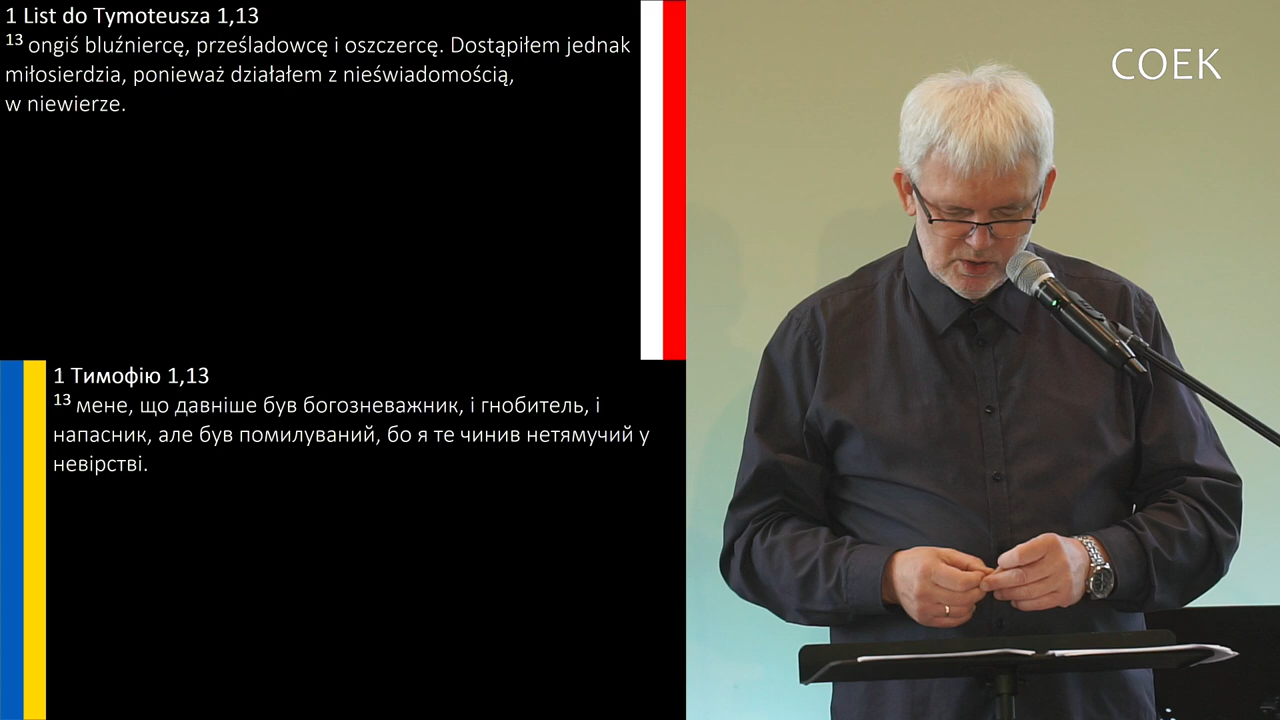 1 List do Tymoteusza 1,13
13 ongiś bluźniercę, prześladowcę i oszczercę. Dostąpiłem jednak
miłosierdzia, ponieważ działałem z nieświadomością,
w niewierze.
1 Тимофію 1,13
13 мене, що давніше був богозневажник, і гнобитель, і
напасник, але був помилуваний, бо я те чинив нетямучий у
невірстві.
COEK